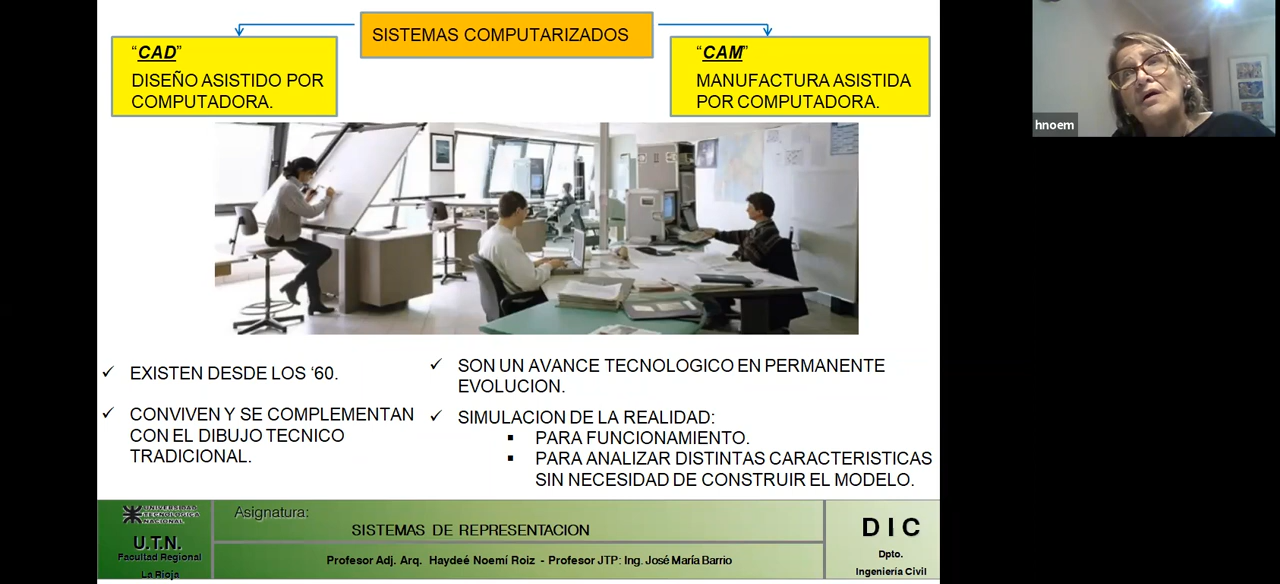 SISTEMAS COMPUTARIZADOS
“CAD”
DISEÑO ASISTIDO POR
COMPUTADORA.
“CAM”
MANUFACTURA ASISTIDA
POR COMPUTADORA.
hnoem
EXISTEN DESDE LOS ‘60.
CONVIVEN Y SE COMPLEMENTAN
CON EL DIBUJO TECNICO
TRADICIONAL.
SON UN AVANCE TECNOLOGICO EN PERMANENTE
EVOLUCION.
SIMULACION DE LA REALIDAD:
PARA FUNCIONAMIENTO.
PARA ANALIZAR DISTINTAS CARACTERISTICAS
SIN NECESIDAD DE CONSTRUIR EL MODELO.
UNIVERSIDAD
TECNOLOGICA
NACIONAL
U.T.N.
Facultad Regional
La Rioja
Asignatura:
SISTEMAS DE REPRESENTACION
Profesor Adj. Arq. Haydeé Noemí Roiz - Profesor JTP: Ing. José María Barrio
D I C
Dpto.
Ingeniería Civil